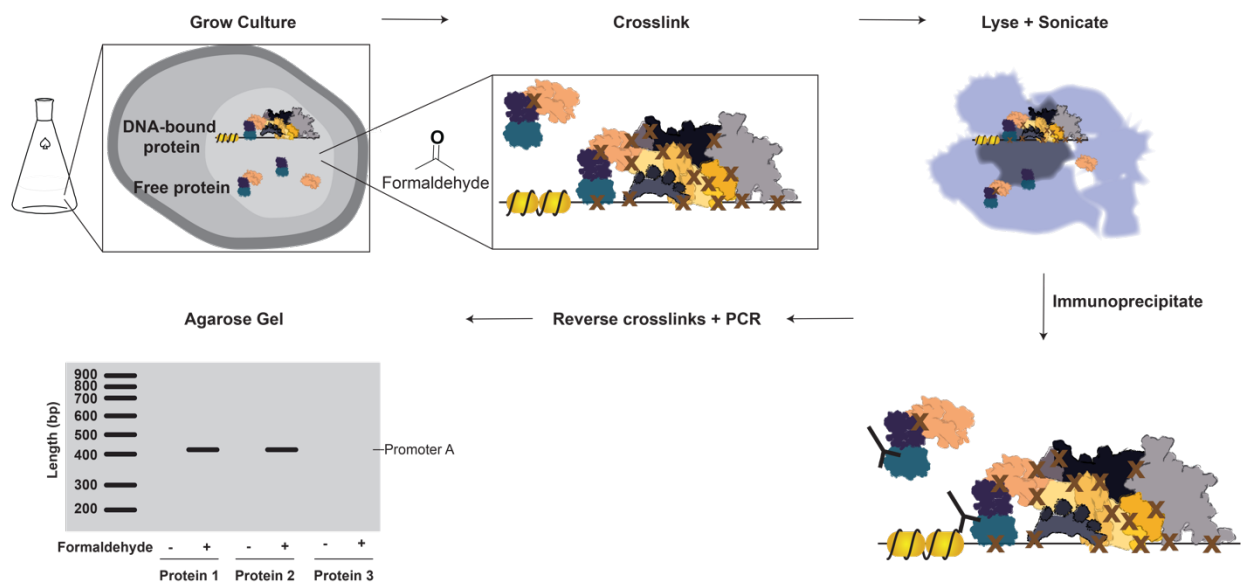 Grow Culture
Crosslink
Lyse + Sonicate
DNA-bound
protein
Free protein
O
Formaldehyde
Immunoprecipitate
Reverse crosslinks + PCR
Agarose Gel
Length (bp)
900
800
700
600
500
400
300
200
Promoter A
Formaldehyde - + - + - +
Protein 1 Protein 2 Protein 3